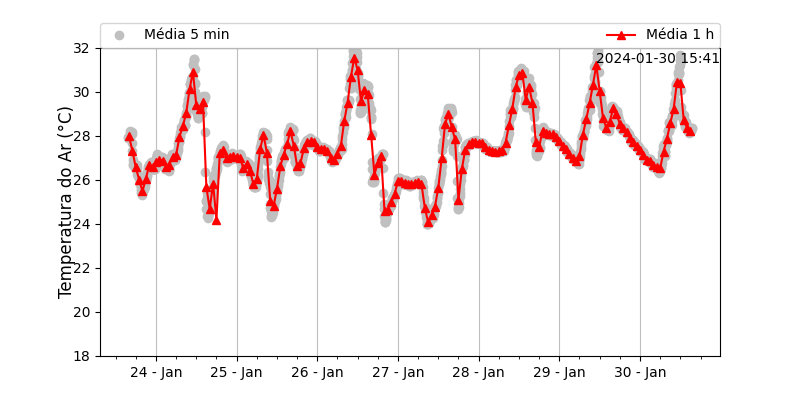 Média 5 min
Média 1 h
2024-01-30 15:41
Temperatura do Ar (°C)
32
30
28
26
24
22
20
18
24 - Jan
25 - Jan
26 - Jan
27 - Jan
28 - Jan
29 - Jan
30 - Jan